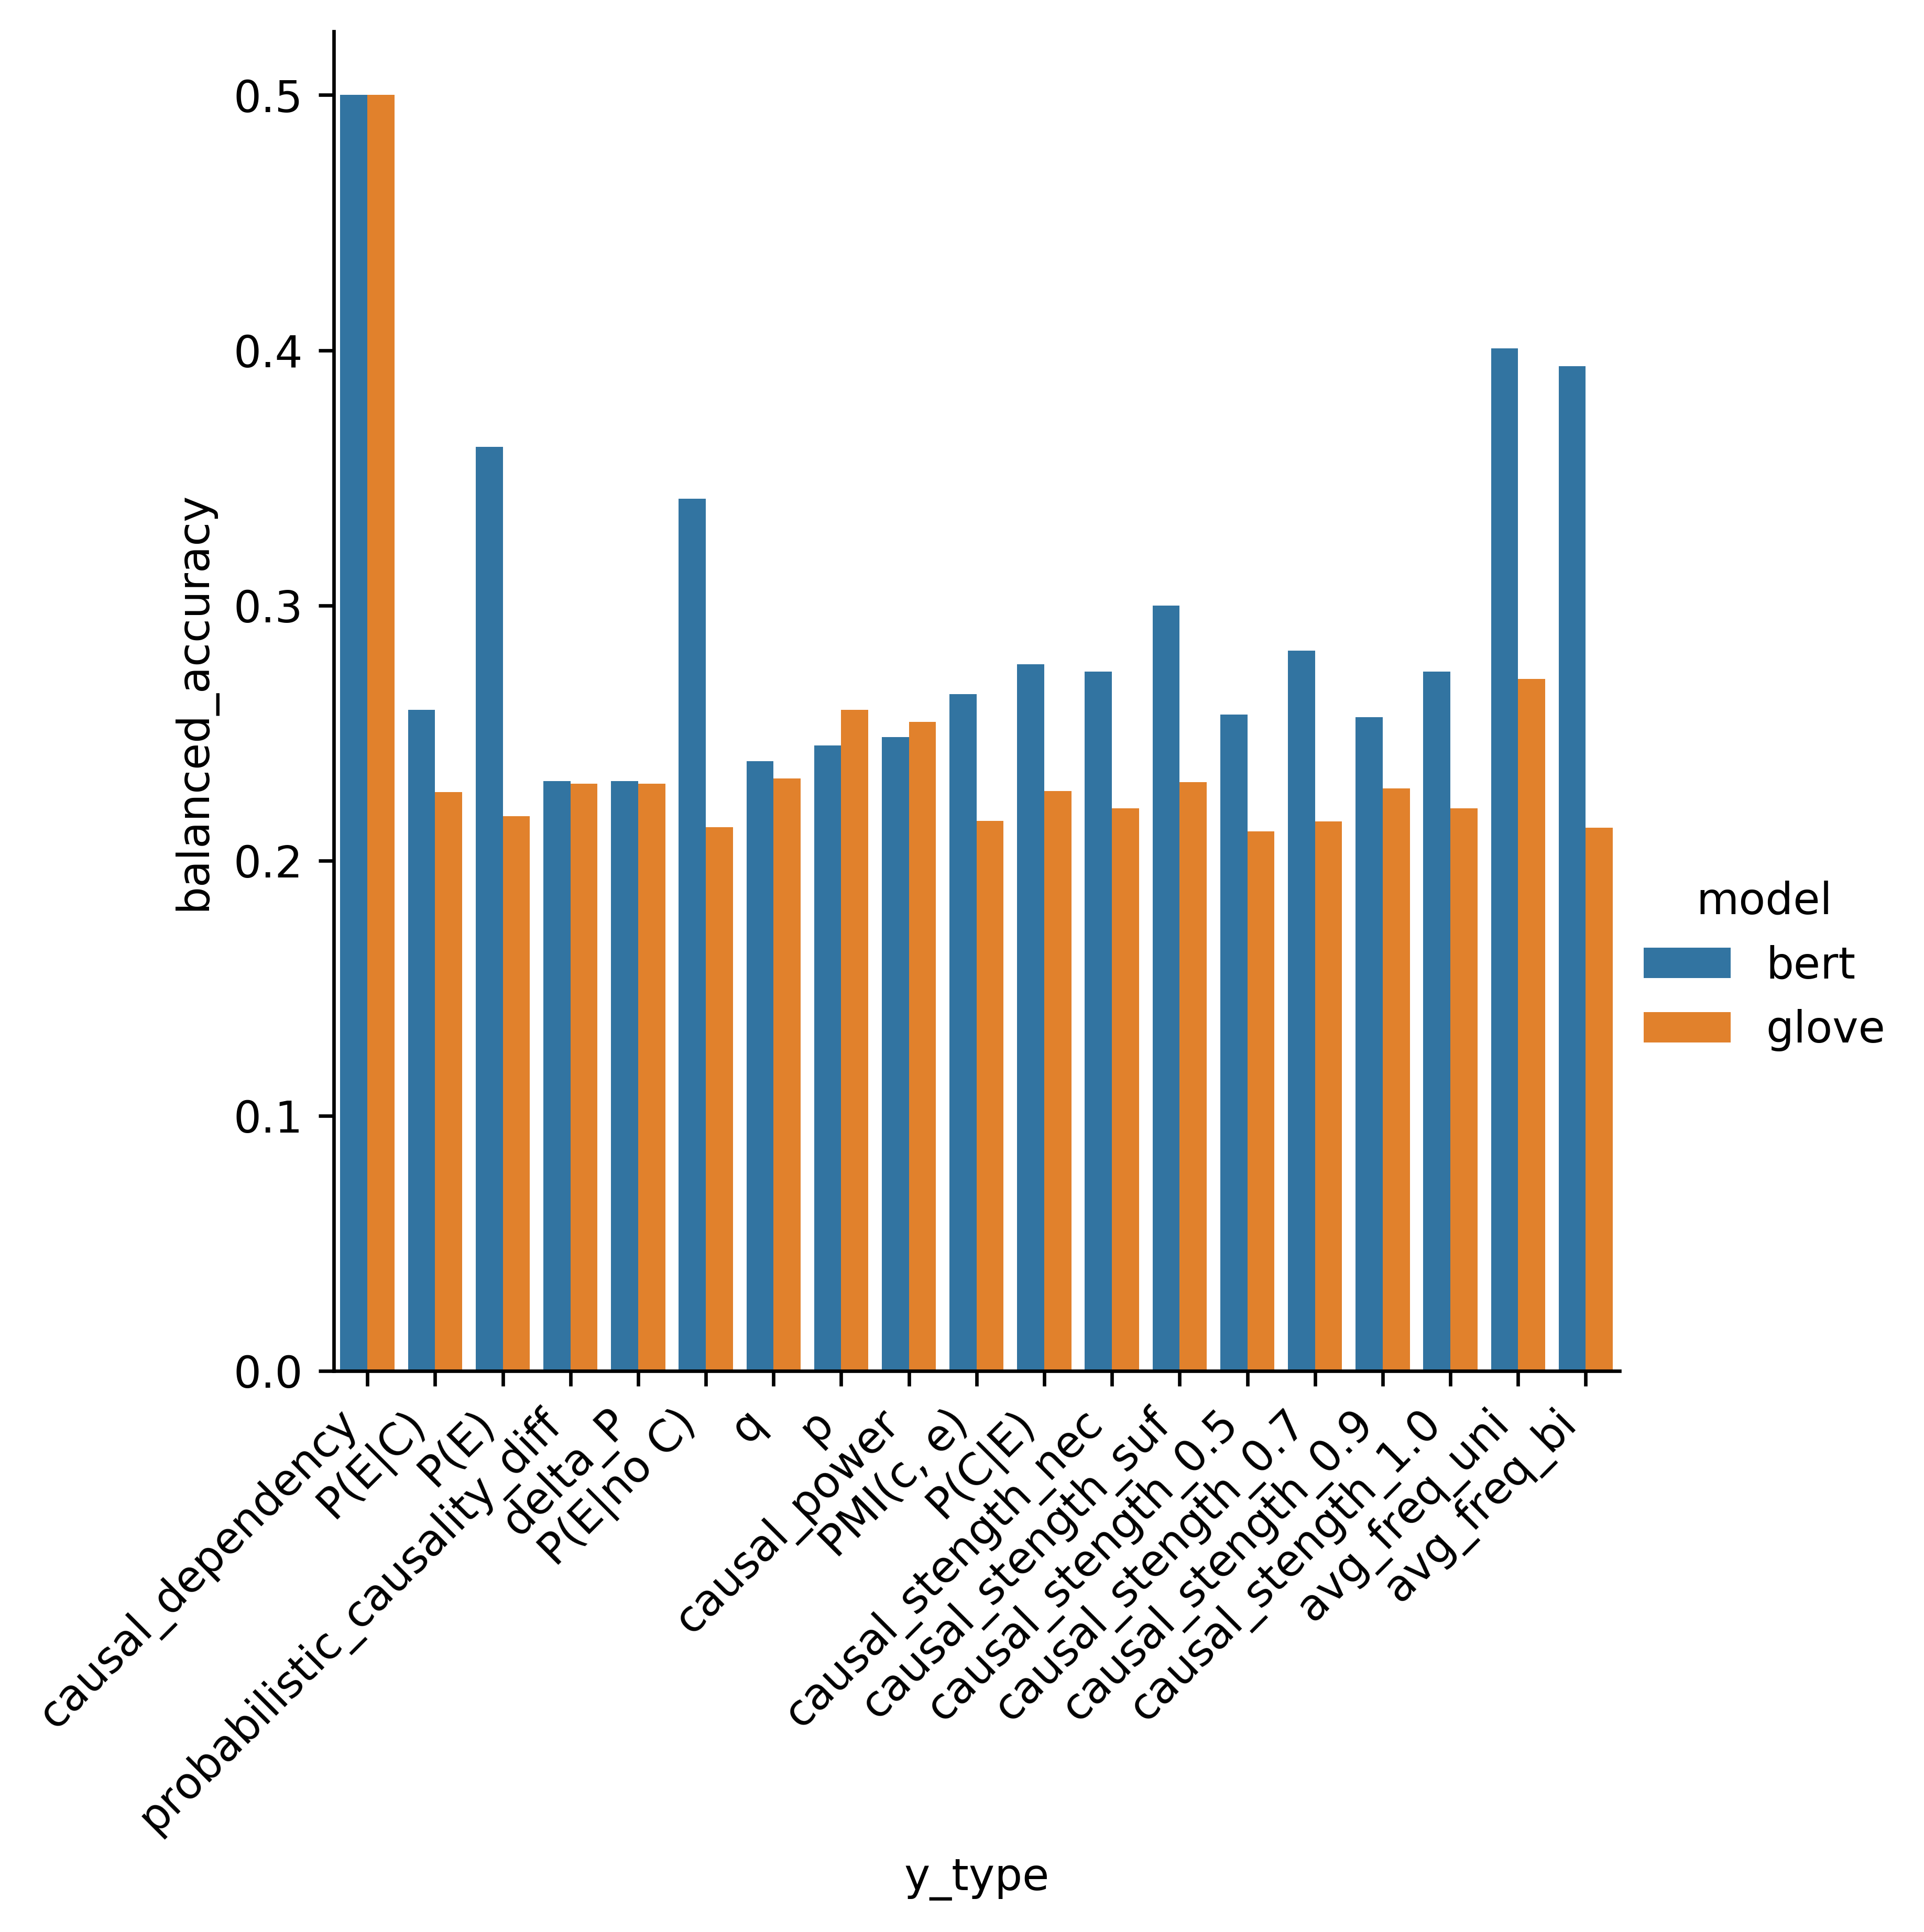 0.5
0.4
0.3
0.2
0.1
0.0
balanced_accuracy
causal_dependency
P(E|C)
P(E)
probabilistic_causality_diff
delta_P
P(E|no C)
q
p
causal_power
PMI(c, e)
P(C|E)
causal_stength_nec
causal_stength_suf
causal_stength_0.5
causal_stength_0.7
causal_stength_0.9
causal_stength_1.0
avg_freq_uni
avg_freq_bi
y_type
model
bert
glove